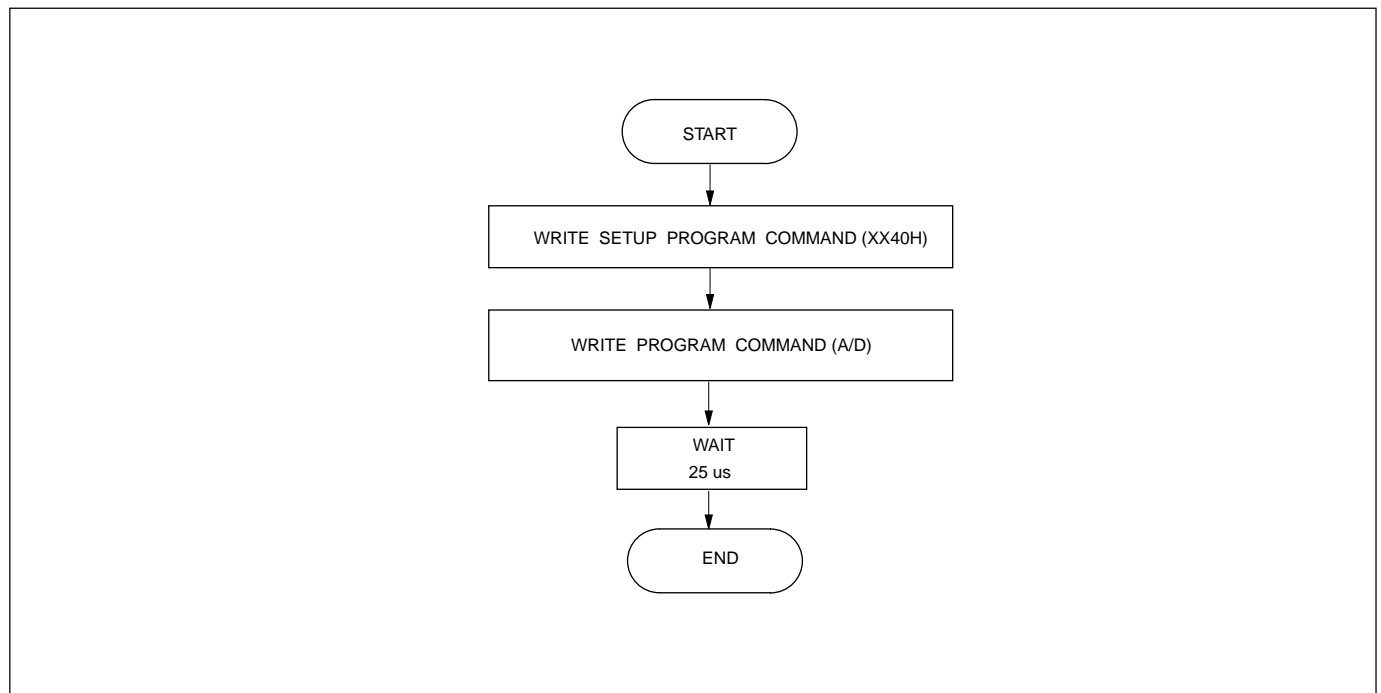 START
WRITE SETUP PROGRAM COMMAND (XX40H)
WRITE PROGRAM COMMAND (A/D)
WAIT
25 us
END